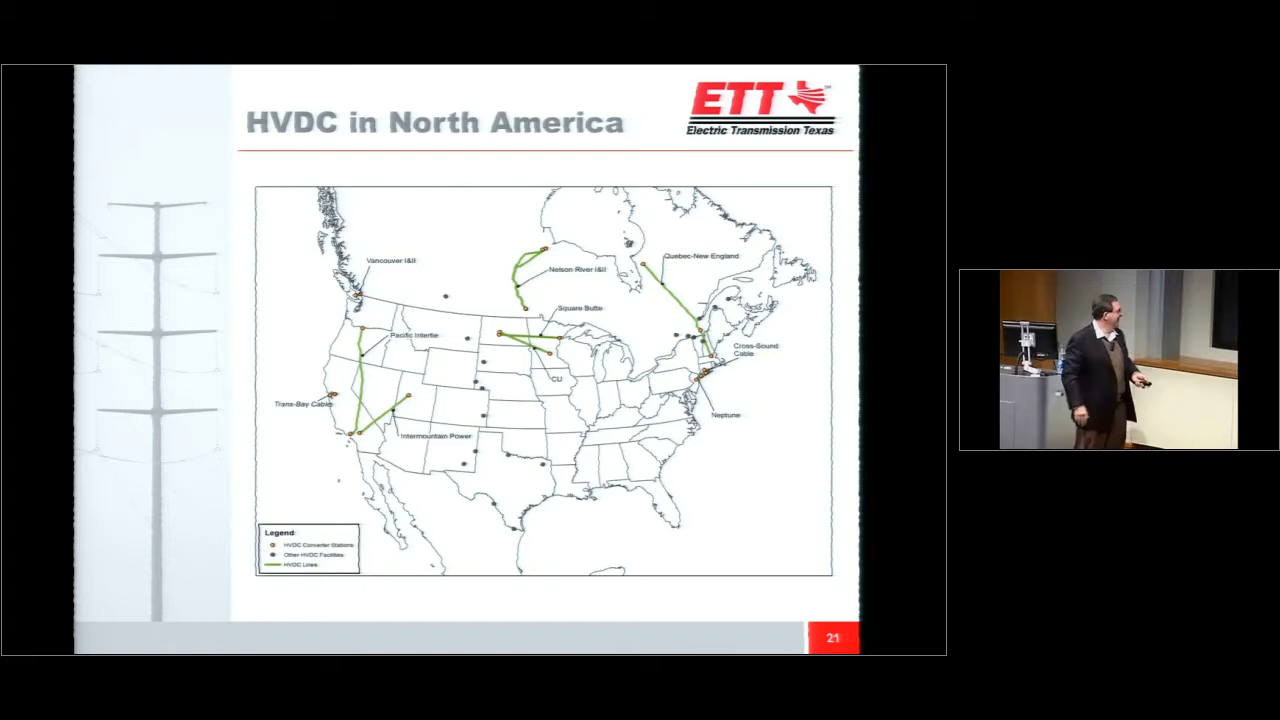 HVDC in North America
ETT
Electric Transmission Texas
Vancouver I&II
Quebec-New England
Nelson River I&II
Square Butte
Pacific Intertie
Cross-Sound
Cable
CU
Trans-Bay Cable
Neptune
Intermountain Power
Legend:
HVDC Converter Stations
Other HVDC Facilities
HVDC Lines
21